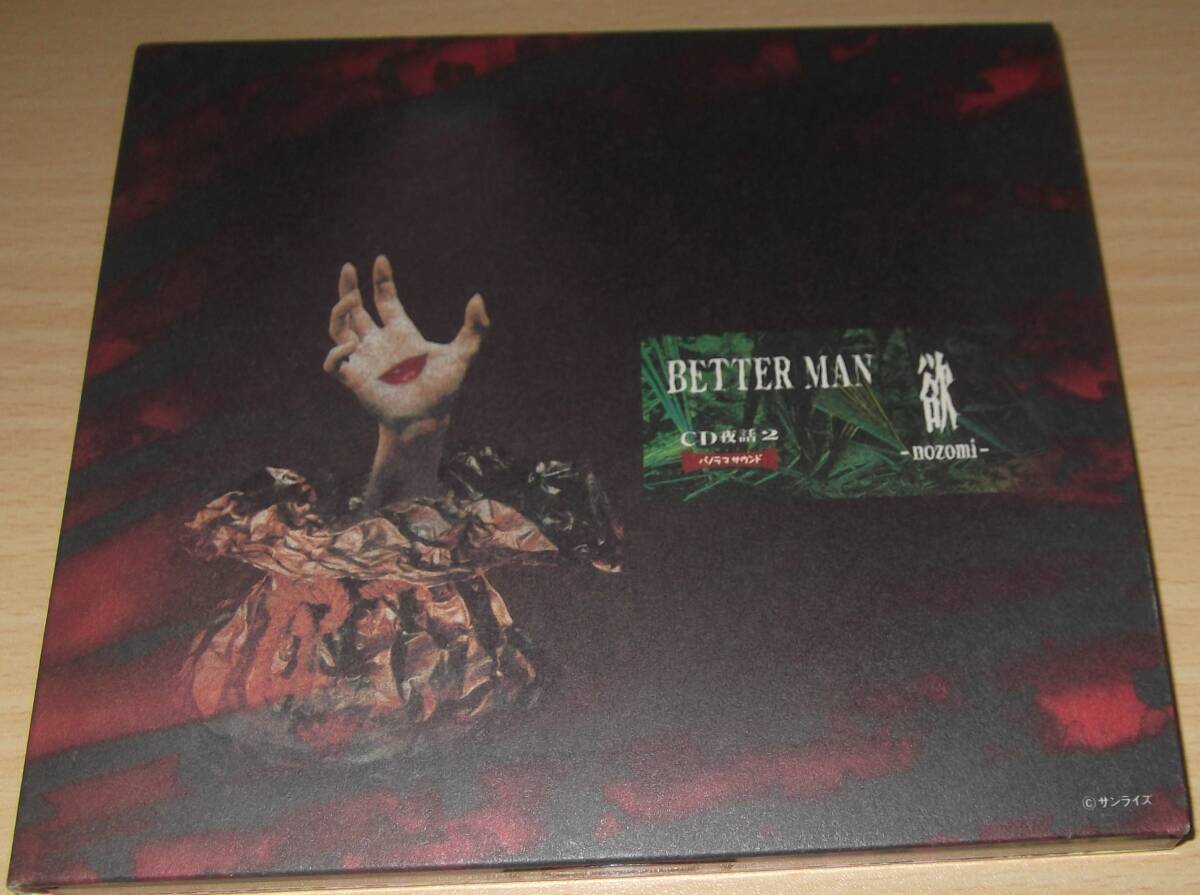 BETTER MAN
欲
-nozomi-
CD夜話2
パノラマサウンド
©サンライズ